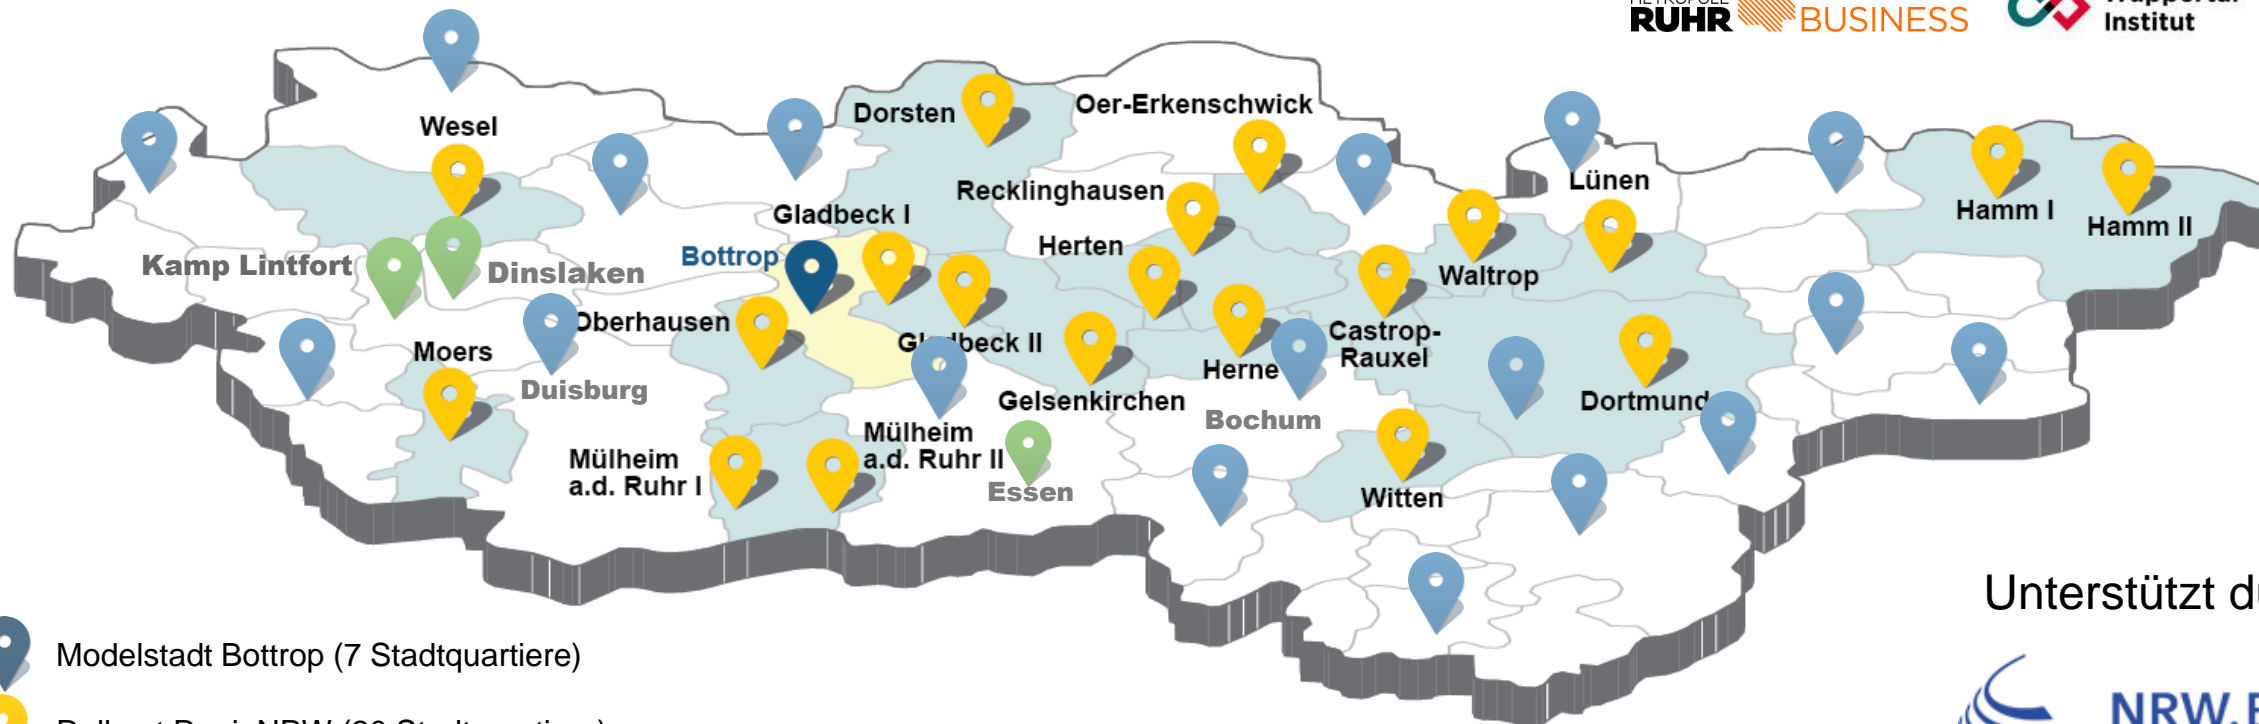 RUHR
BUSINESS
Institut
Dorsten
Oer-Erkenschwick
Wesel
Lünen
Recklinghausen
Hamm I
Gladbeck I
Hamm II
Herten
Bottrop
Kamp Lintfort
Dinslaken
Waltrop
Oberhausen
Castrop-
Rauxel
Gladbeck II
Moers
Herne
Duisburg
Gelsenkirchen
Dortmund
Bochum
Mülheim
a.d. Ruhr II
Mülheim
a.d. Ruhr I
Essen
Witten
Unterstützt
Modelstadt Bottrop (7 Stadtquartiere)
NRW.